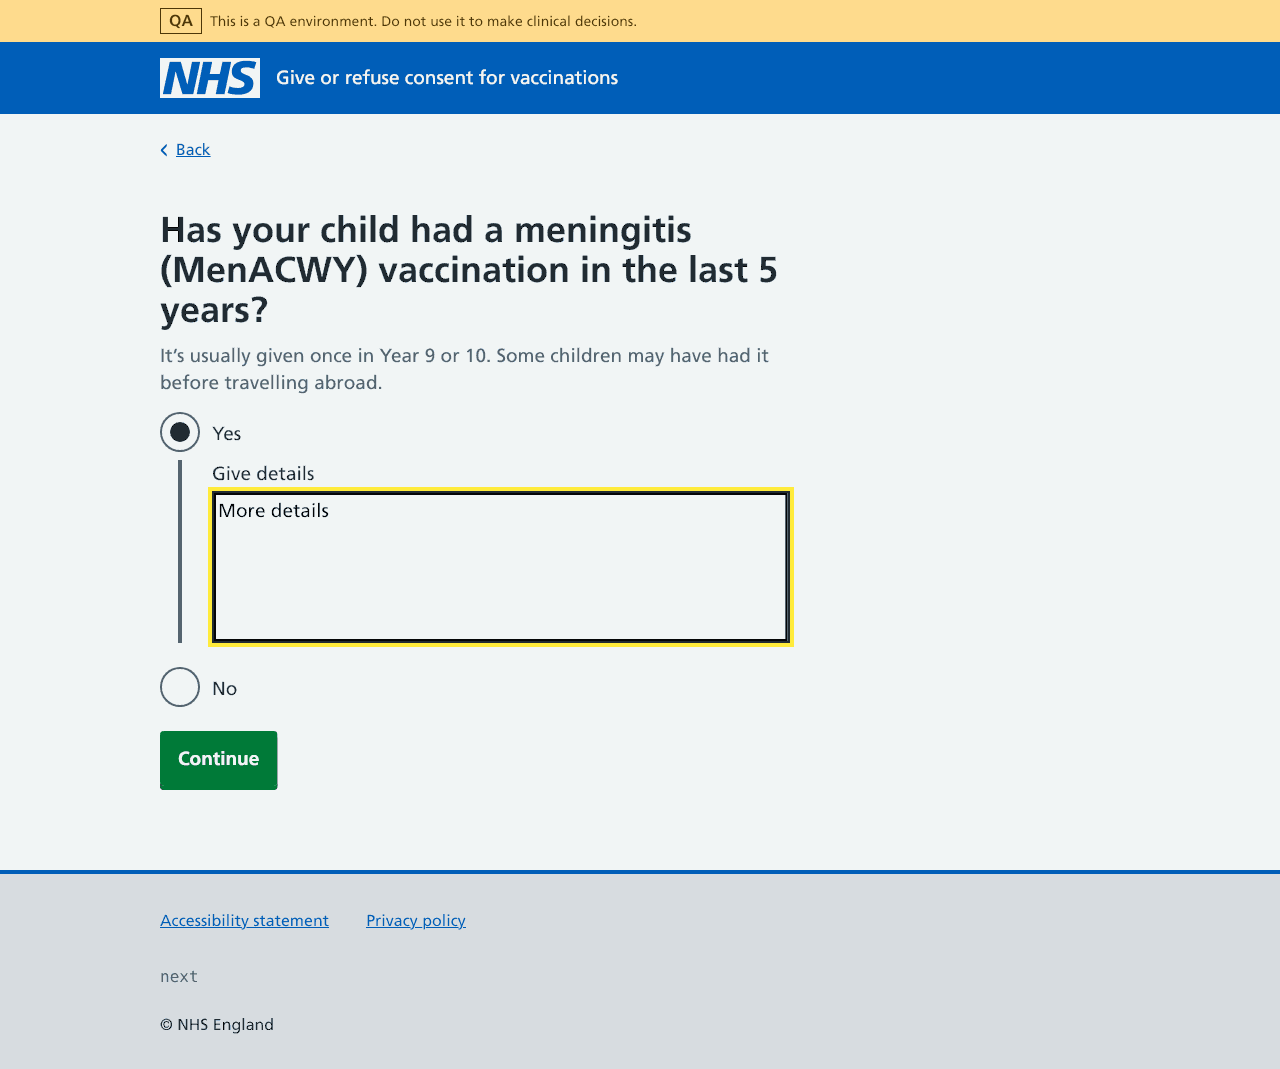 QA This is a QA environment. Do not use it to make clinical decisions.
NHS Give or refuse consent for vaccinations
Back
Has your child had a meningitis
(MenACWY) vaccination in the last 5
years?
It’s usually given once in Year 9 or 10. Some children may have had it
before travelling abroad.
Yes
Give details
More details
No
Continue
Accessibility statement Privacy policy
next
© NHS England